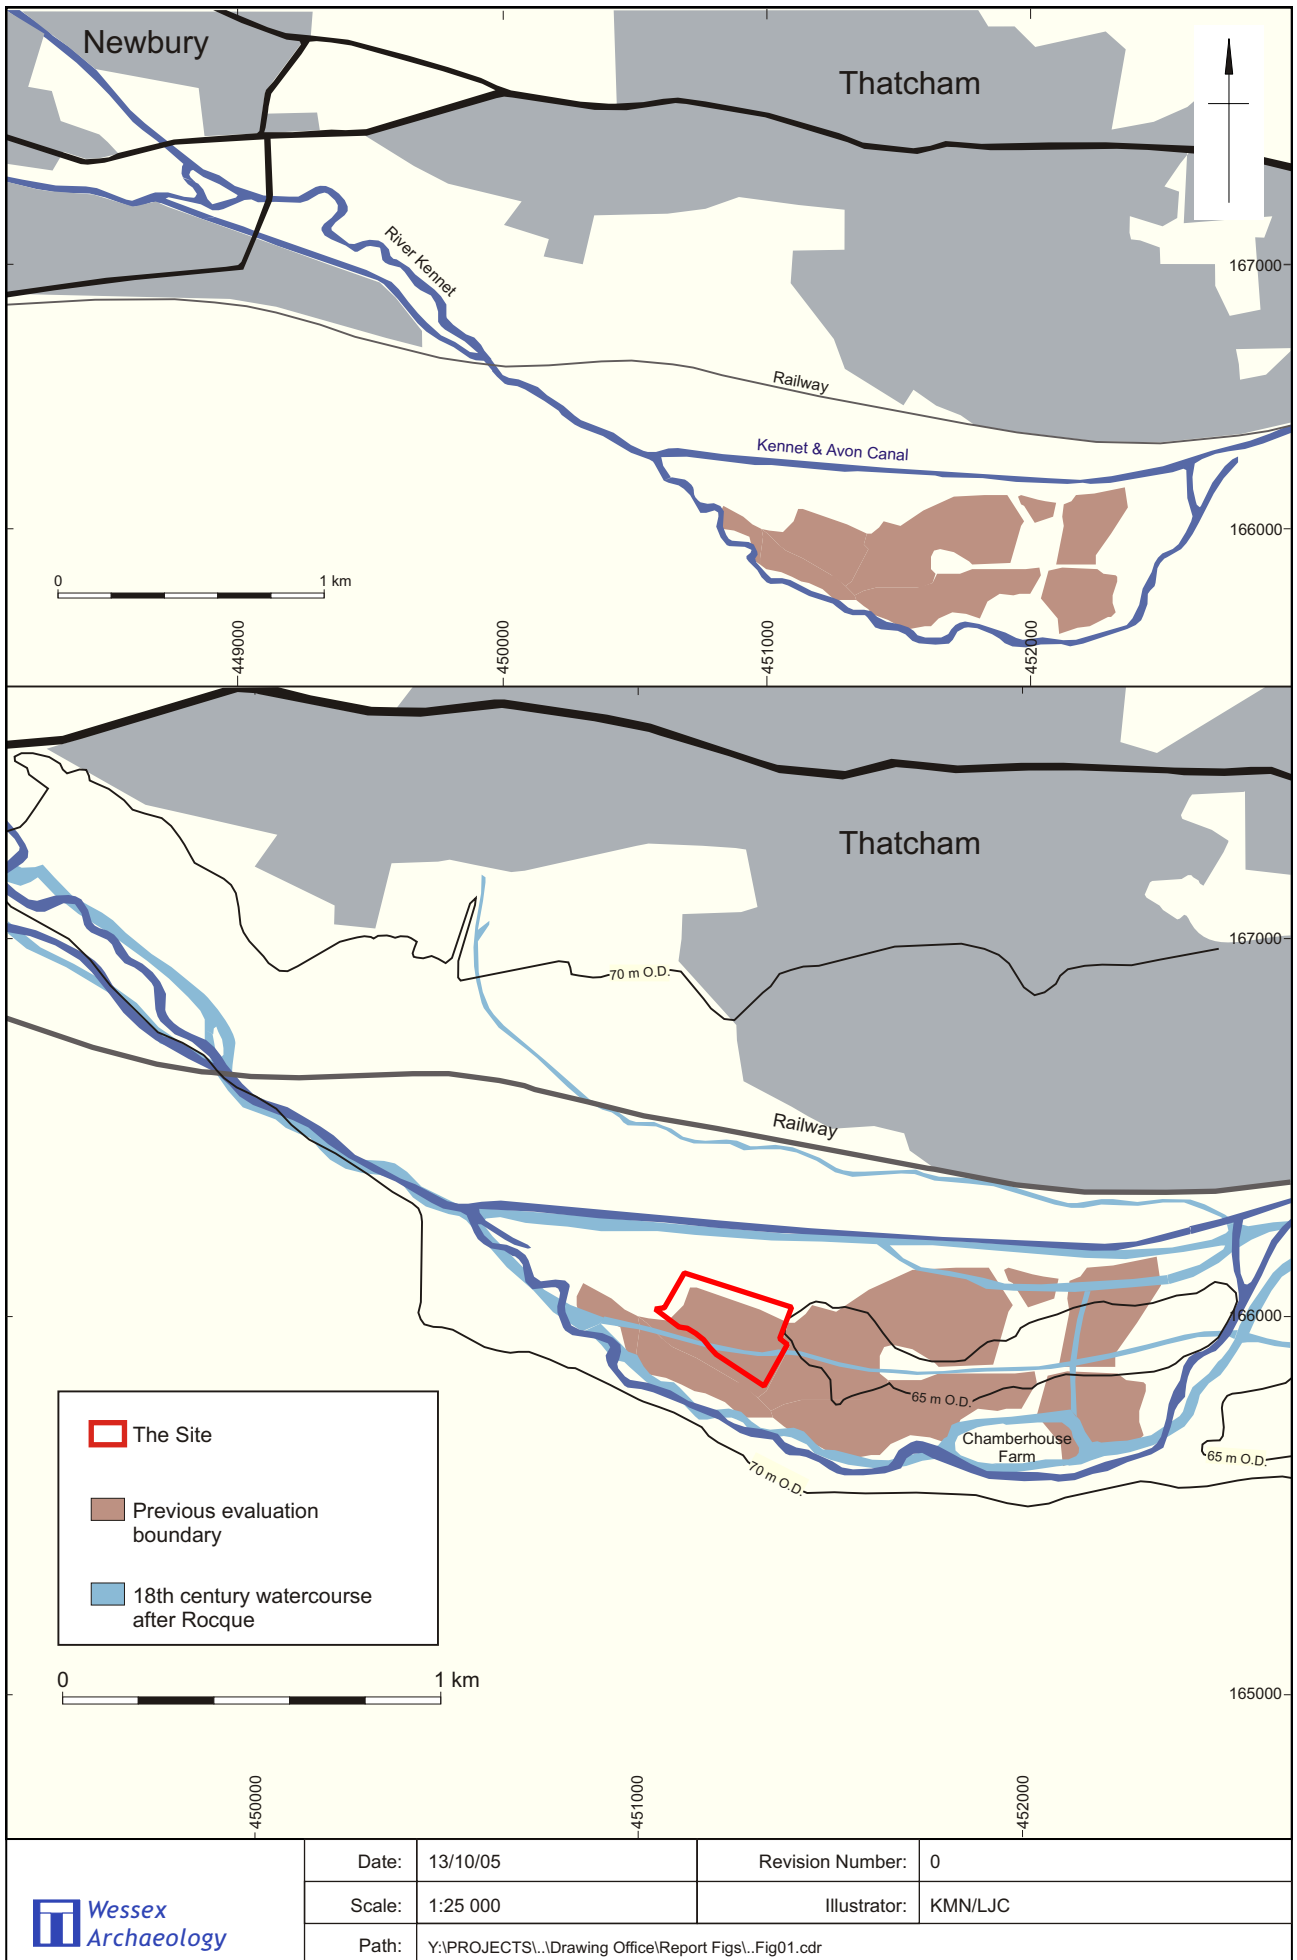 Newbury
Thatcham
River Kennet
167000
Railway
Kennet & Avon Canal
166000
0 1 km
449000
450000
451000
452000
Thatcham
167000
70 m O.D.
Railway
166000
65 m O.D.
Chamberhouse
Farm
65 m O.D.
70 m O.D.
The Site
Previous evaluation
boundary
18th century watercourse
after Rocque
0 1 km
165000
450000
451000
452000
Wessex
Archaeology
Date: 13/10/05 Revision Number: 0
Scale: 1:25 000 Illustrator: KMN/LJC
Path: Y:\PROJECTS\..\Drawing Office\Report Figs\..Fig01.cdr